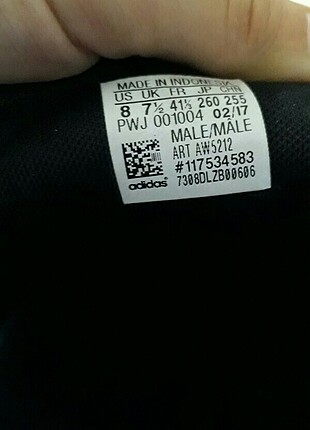 MADE IN INDONESIA
US UK FR JP CHN
8 7½ 41⅓ 260 255
PWJ 001004 02/17
MALE/MÂLE
ART AW5212
#117534583
adidas 7308DLZB00606